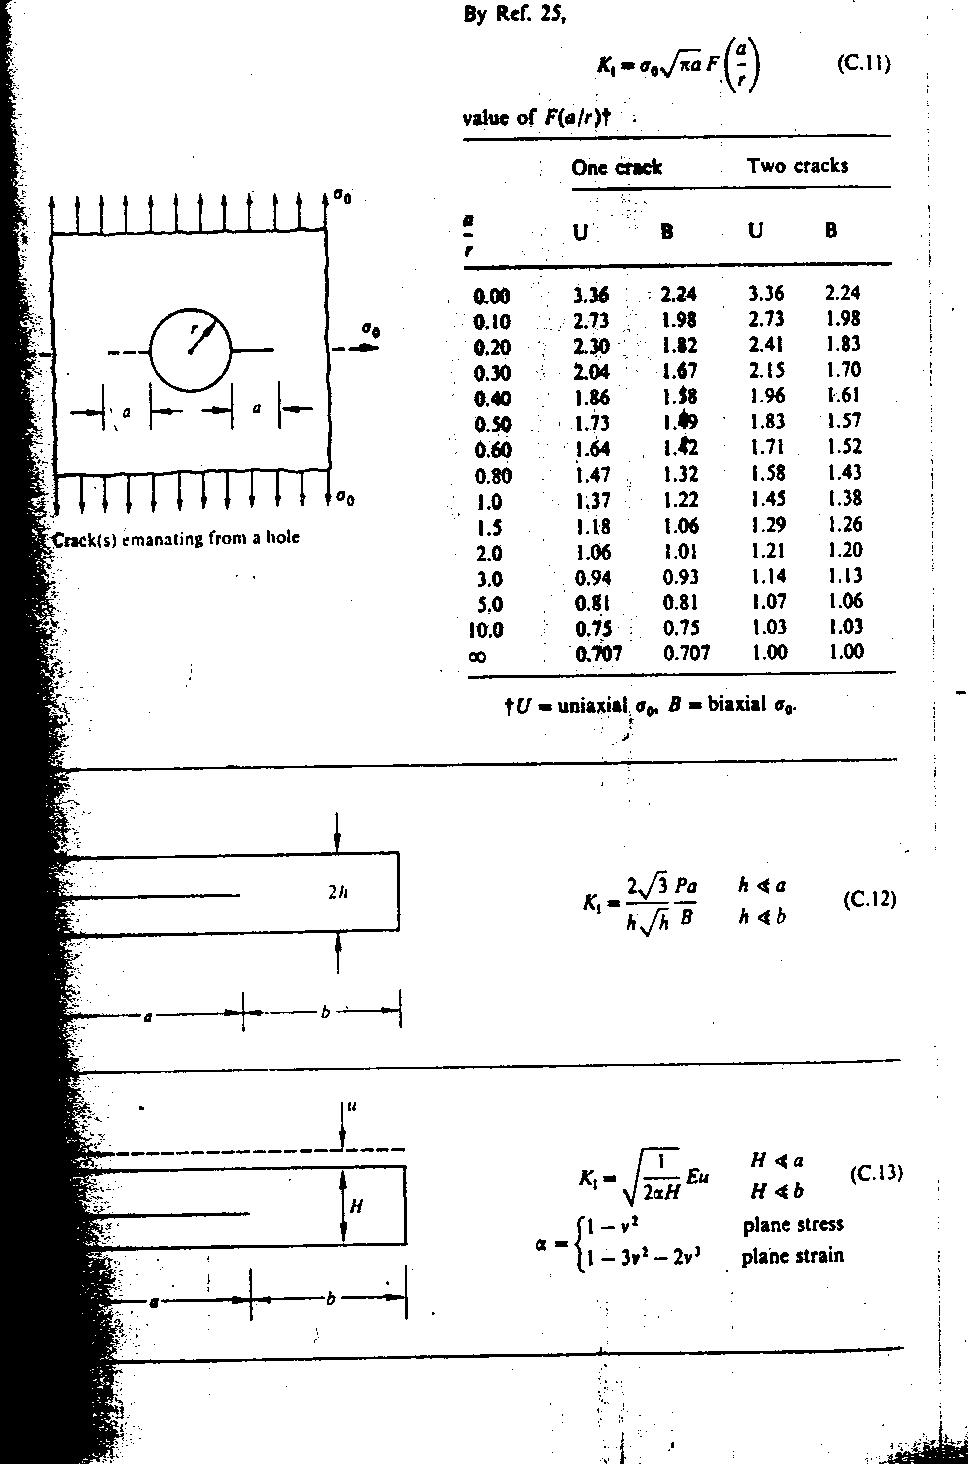 By Ref. 25,
K₁ = σ₀√πa F(a/r) (C.11)
value of F(a/r)†
One crack Two cracks
a/r U B U B
0.00 3.36 2.24 3.36 2.24
0.10 2.73 1.98 2.73 1.98
0.20 2.30 1.82 2.41 1.83
0.30 2.04 1.67 2.15 1.70
0.40 1.86 1.58 1.96 1.61
0.50 1.73 1.49 1.83 1.57
0.60 1.64 1.42 1.71 1.52
0.80 1.47 1.32 1.58 1.43
1.0 1.37 1.22 1.45 1.38
1.5 1.18 1.06 1.29 1.26
2.0 1.06 1.01 1.21 1.20
3.0 0.94 0.93 1.14 1.13
5.0 0.81 0.81 1.07 1.06
10.0 0.75 0.75 1.03 1.03
∞ 0.707 0.707 1.00 1.00
†U = uniaxial σ₀, B = biaxial σ₀.
σ₀
r
σ₀
a a
σ₀
Crack(s) emanating from a hole
2h
a b
K₁ = 2√3/h√h Pa/B h ≪ a
h ≪ b (C.12)
u
H
a b
K₁ = √(1/2αH) Eu H ≪ a
H ≪ b (C.13)
α = {1 − ν² plane stress
1 − 3ν² − 2ν³ plane strain